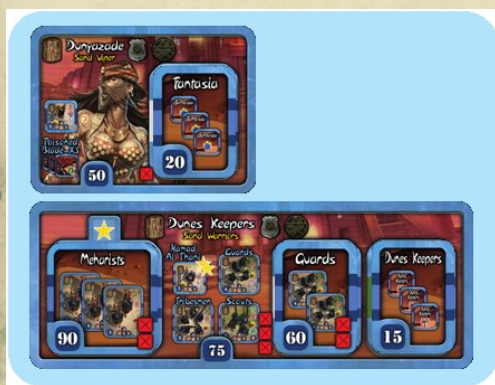 Dunyazade
Sand Viper
Fantasia
Poisoned
Blade X3
50
20
Dunes Keepers
Sand Warriors
Meharists
Hamad
Al Thani
Guards
Guards
Dunes Keepers
Tribesmen
Scouts
90
75
60
15